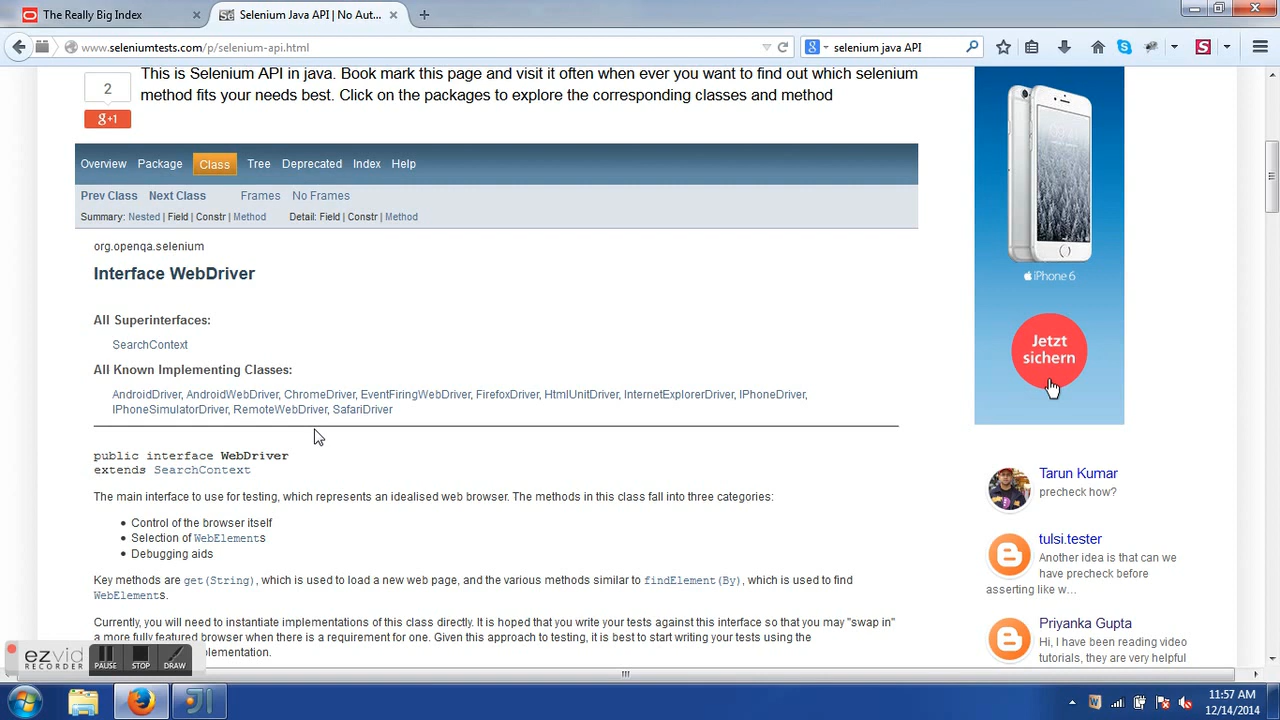 The Really Big Index
Selenium Java API | No Aut...
www.seleniumtests.com/p/selenium-api.html
selenium java API
2
g+1
This is Selenium API in java. Book mark this page and visit it often when ever you want to find out which selenium
method fits your needs best. Click on the packages to explore the corresponding classes and method
Overview Package Class Tree Deprecated Index Help
Prev Class Next Class Frames No Frames
Summary: Nested | Field | Constr | Method Detail: Field | Constr | Method
org.openqa.selenium
Interface WebDriver
All Superinterfaces:
SearchContext
All Known Implementing Classes:
AndroidDriver, AndroidWebDriver, ChromeDriver, EventFiringWebDriver, FirefoxDriver, HtmlUnitDriver, InternetExplorerDriver, IPhoneDriver,
IPhoneSimulatorDriver, RemoteWebDriver, SafariDriver
public interface WebDriver
extends SearchContext
The main interface to use for testing, which represents an idealised web browser. The methods in this class fall into three categories:
Control of the browser itself
Selection of WebElements
Debugging aids
Key methods are get(String), which is used to load a new web page, and the various methods similar to findElement(By), which is used to find
WebElements.
Currently, you will need to instantiate implementations of this class directly. It is hoped that you write your tests against this interface so that you may "swap in"
a more fully featured browser when there is a requirement for one. Given this approach to testing, it is best to start writing your tests using the
iPhone 6
Jetzt
sichern
Tarun Kumar
precheck how?
tulsi.tester
Another idea is that can we
have precheck before
asserting like w...
Priyanka Gupta
Hi, I have been reading video
tutorials, they are very helpful
ezvid
RECORDER
PAUSE STOP DRAW
11:57 AM
12/14/2014